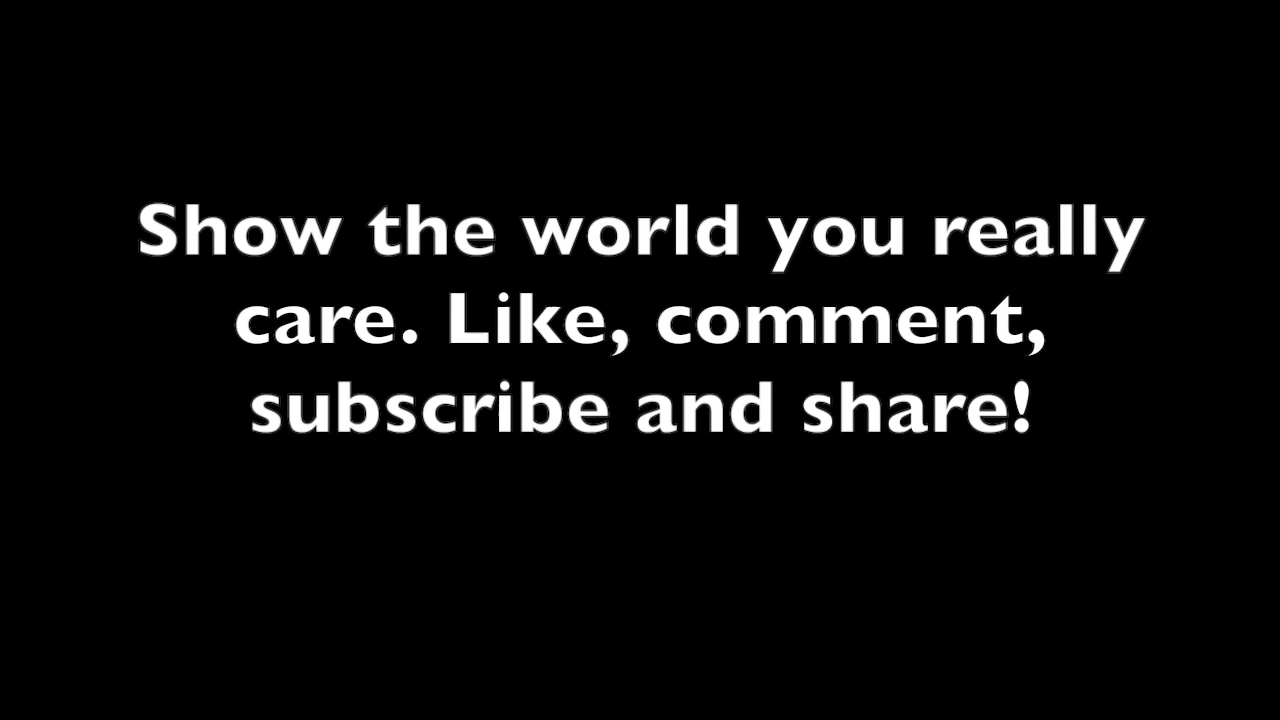 Show the world you really
care. Like, comment,
subscribe and share!